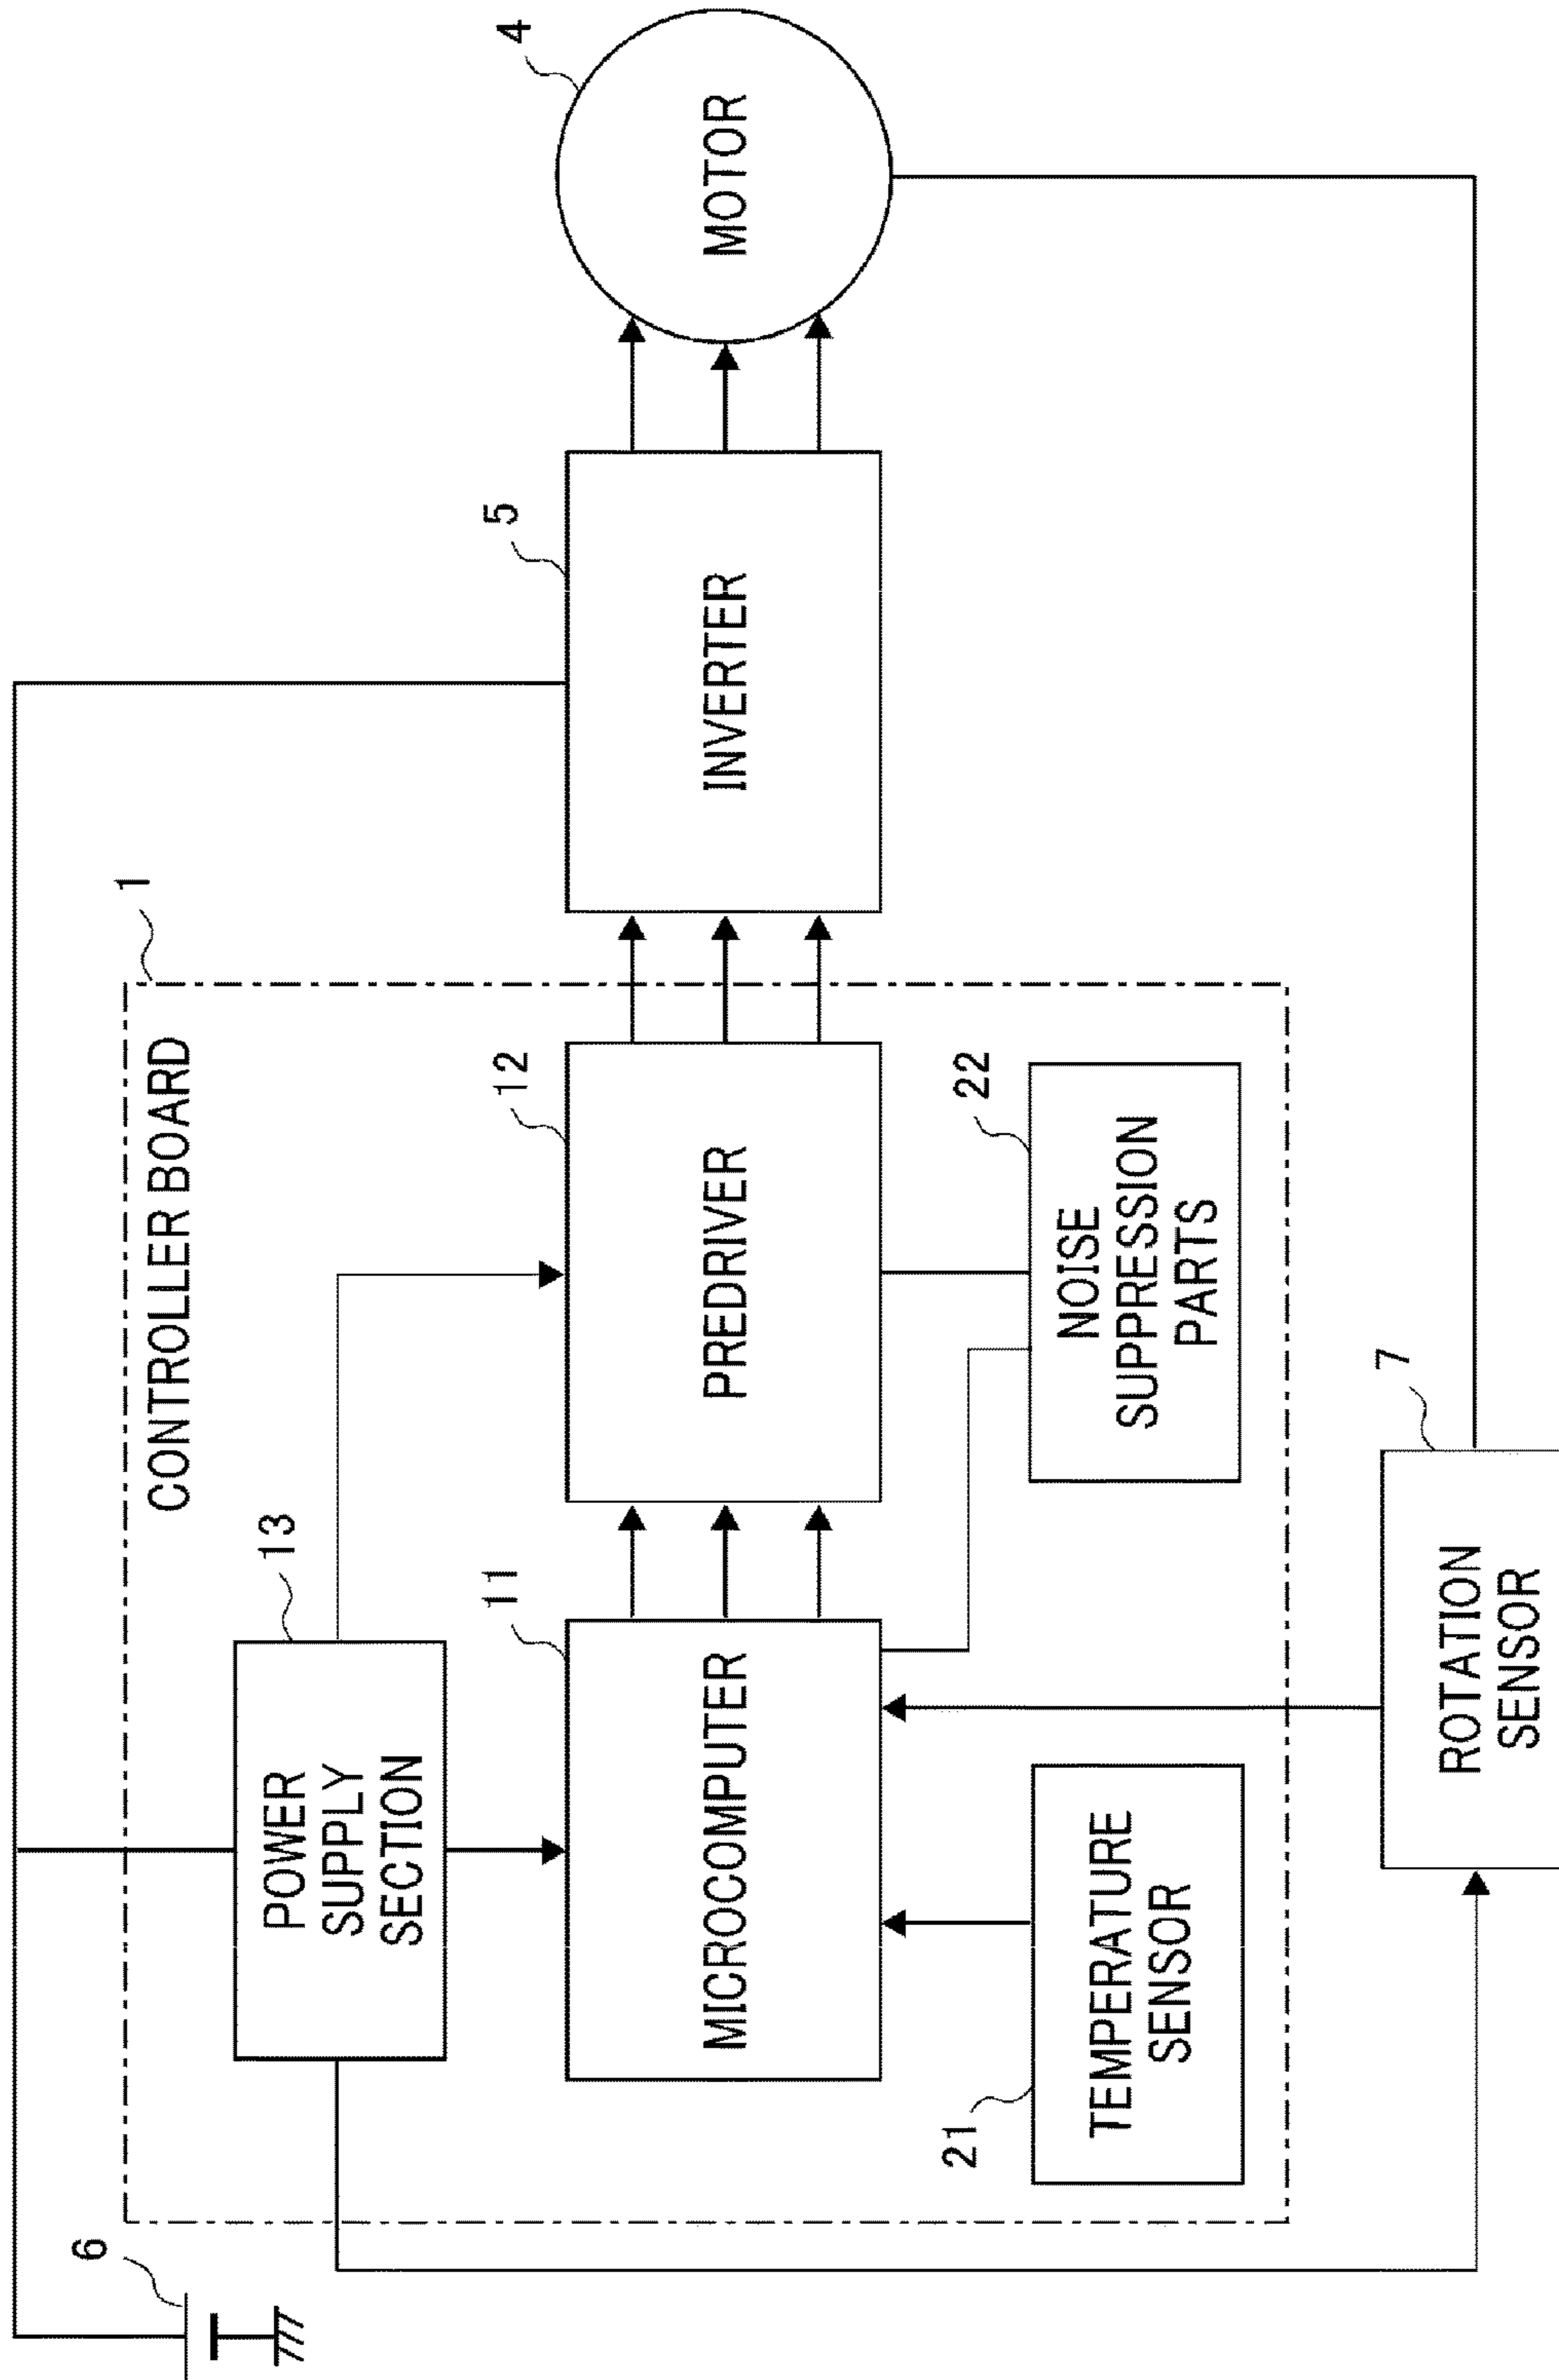 6
1
CONTROLLER BOARD
13
POWER
SUPPLY
SECTION
11
MICROCOMPUTER
12
PREDRIVER
5
INVERTER
4
MOTOR
21
TEMPERATURE
SENSOR
22
NOISE
SUPPRESSION
PARTS
7
ROTATION
SENSOR